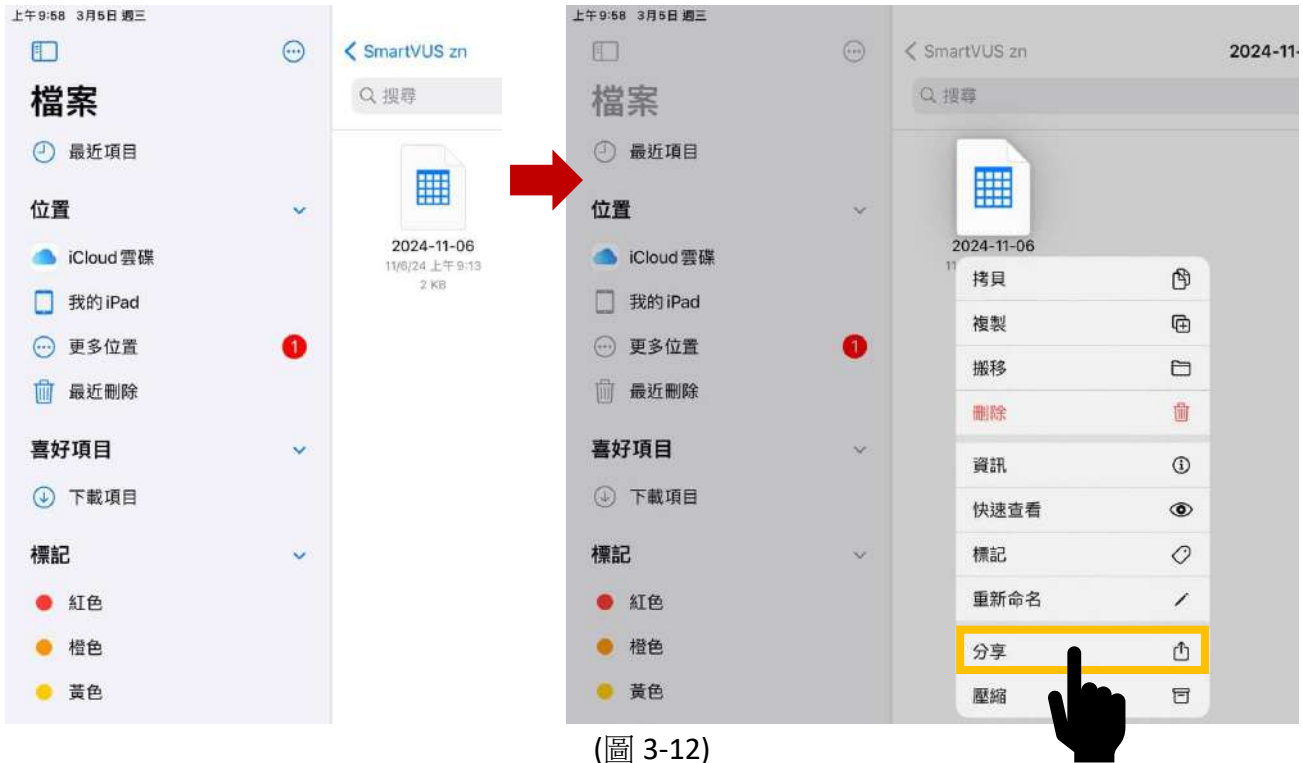 上午9:58 3月5日 週三
檔案
最近項目
位置
iCloud雲碟
我的 iPad
更多位置
1
最近刪除
喜好項目
下載項目
標記
紅色
橙色
黃色
SmartVUS zn
搜尋
2024-11-06
11/6/24 上午9:13
2 KB
上午9:58 3月5日 週三
檔案
最近項目
位置
iCloud雲碟
我的 iPad
更多位置
1
最近刪除
喜好項目
下載項目
標記
紅色
橙色
黃色
SmartVUS zn
2024-11-
搜尋
2024-11-06
11
拷貝
複製
搬移
刪除
資訊
快速查看
標記
重新命名
分享
壓縮
(圖 3-12)